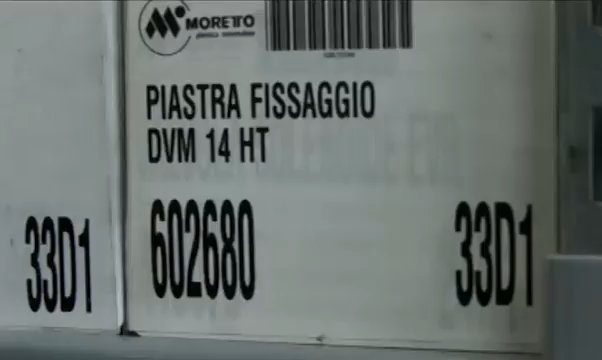 MORETTO
PIASTRA FISSAGGIO
DVM 14 HT
33D1
602680
33D1